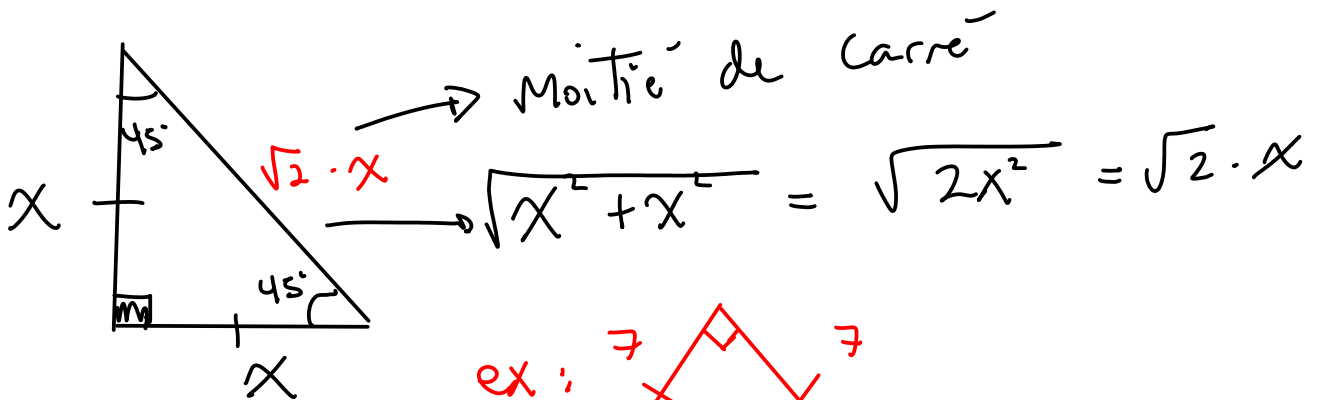 Moitié de Carré
45°
√2 · x
x
√(x² + x²) = √(2x²) = √2 · x
45°
x
ex :
7
7